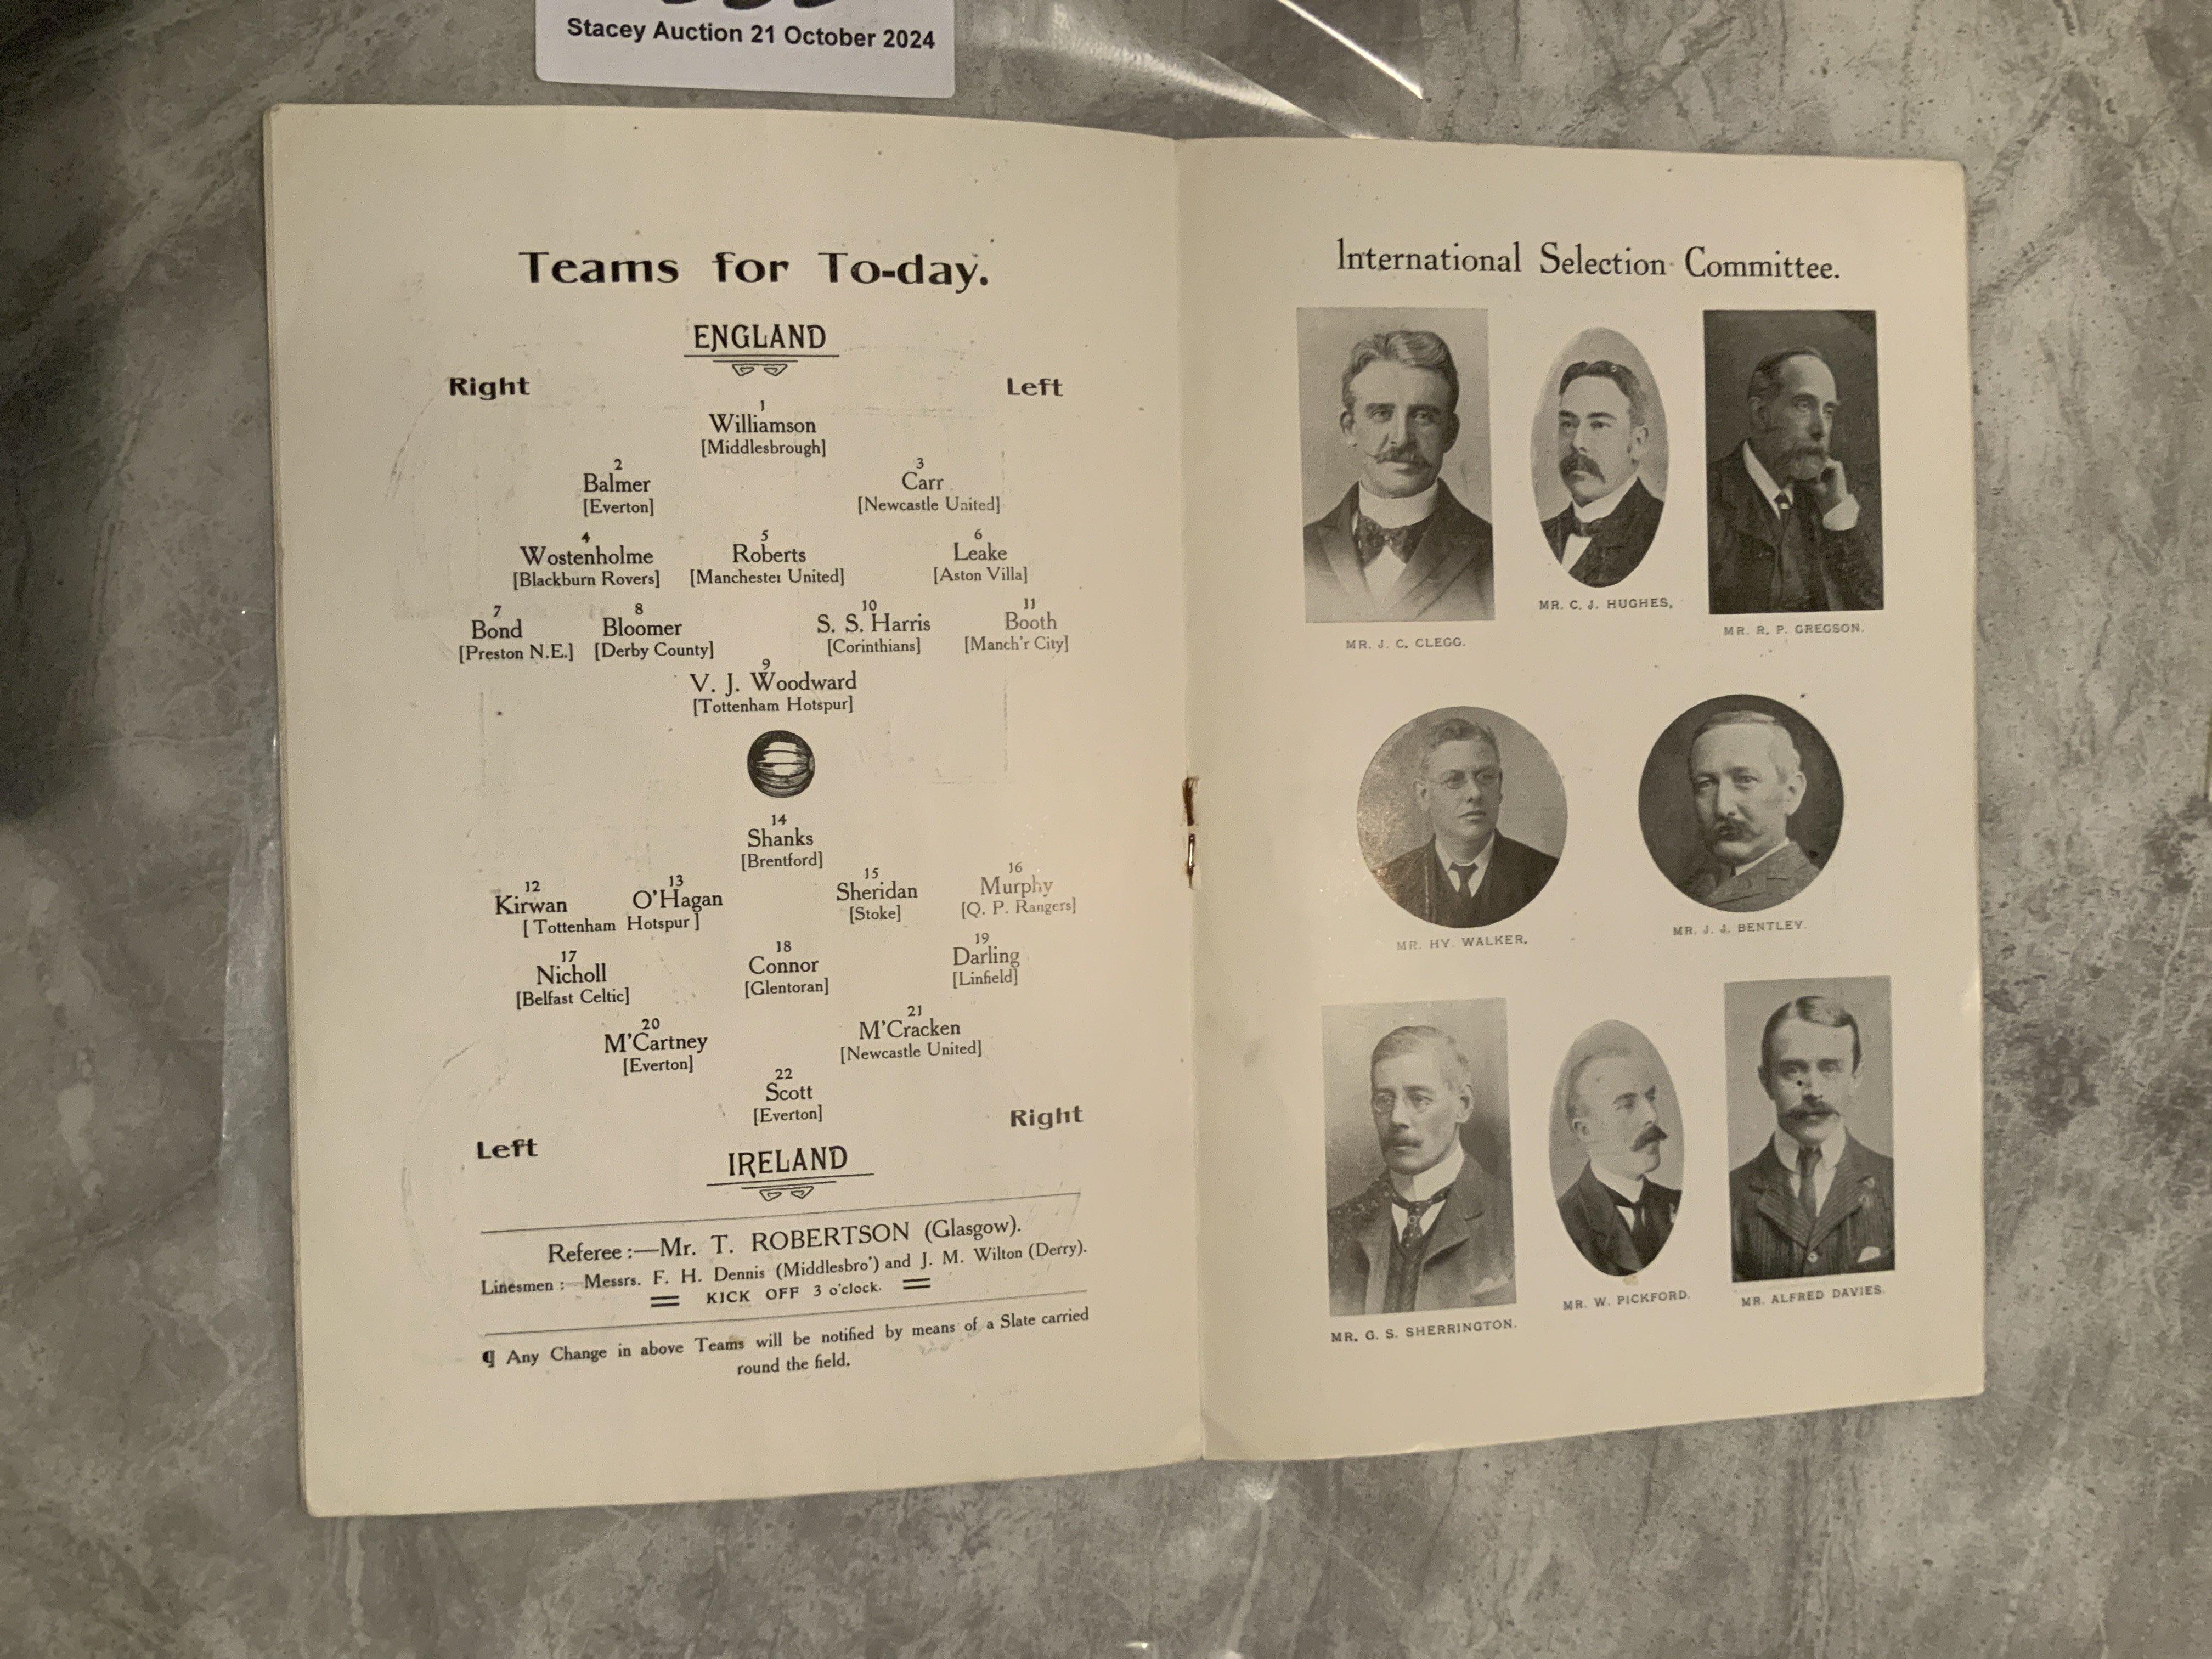 Stacey Auction 21 October 2024
Teams for To-day.
ENGLAND
Right Left
1
Williamson
[Middlesbrough]
2 3
Balmer Carr
[Everton] [Newcastle United]
4 5 6
Wostenholme Roberts Leake
[Blackburn Rovers] [Manchester United] [Aston Villa]
7 8 10 11
Bond Bloomer S. S. Harris Booth
[Preston N.E.] [Derby County] [Corinthians] [Manch'r City]
9
V. J. Woodward
[Tottenham Hotspur]
14
Shanks
[Brentford]
12 13 15 16
Kirwan O'Hagan Sheridan Murphy
[ Tottenham Hotspur ] [Stoke] [Q. P. Rangers]
17 18 19
Nicholl Connor Darling
[Belfast Celtic] [Glentoran] [Linfield]
20 21
M'Cartney M'Cracken
[Everton] [Newcastle United]
22
Scott
[Everton]
Left Right
IRELAND
Referee :—Mr. T. ROBERTSON (Glasgow).
Linesmen :—Messrs. F. H. Dennis (Middlesbro') and J. M. Wilton (Derry).
KICK OFF 3 o'clock.
¶ Any Change in above Teams will be notified by means of a Slate carried
round the field.
International Selection Committee.
MR. J. C. CLEGG.
MR. C. J. HUGHES,
MR. R. P. GREGSON.
MR. HY. WALKER.
MR. J. J. BENTLEY.
MR. G. S. SHERRINGTON.
MR. W. PICKFORD.
MR. ALFRED DAVIES.